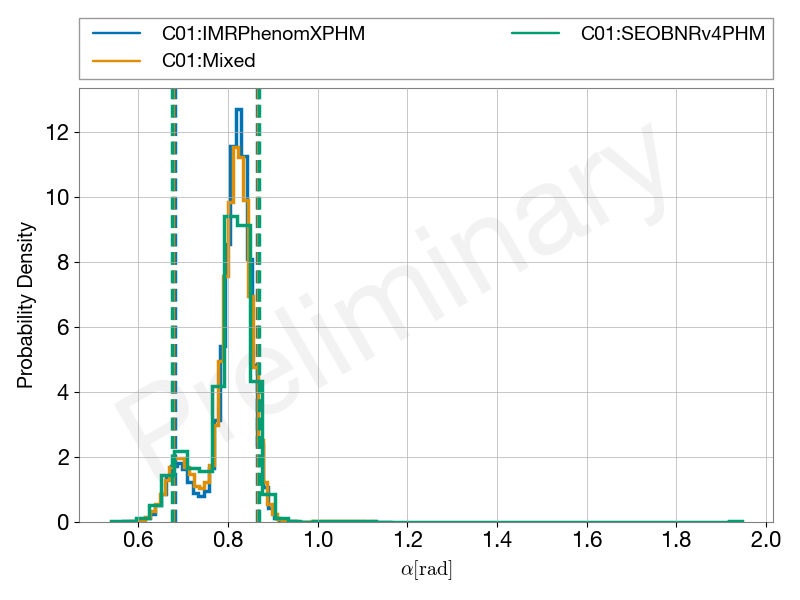 C01:IMRPhenomXPHM
C01:Mixed
C01:SEOBNRv4PHM
Preliminary
Probability Density
12
10
8
6
4
2
0
0.6 0.8 1.0 1.2 1.4 1.6 1.8 2.0
α[rad]